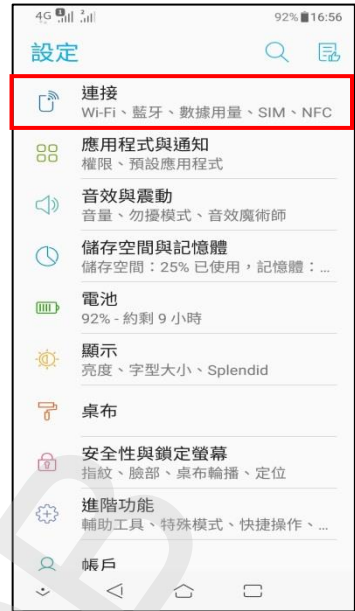 4G 92% 16:56
設定
連接
Wi-Fi、藍牙、數據用量、SIM、NFC
應用程式與通知
權限、預設應用程式
音效與震動
音量、勿擾模式、音效魔術師
儲存空間與記憶體
儲存空間：25% 已使用，記憶體：...
電池
92% - 約剩 9 小時
顯示
亮度、字型大小、Splendid
桌布
安全性與鎖定螢幕
指紋、臉部、桌布輪播、定位
進階功能
輔助工具、特殊模式、快捷操作、...
帳戶